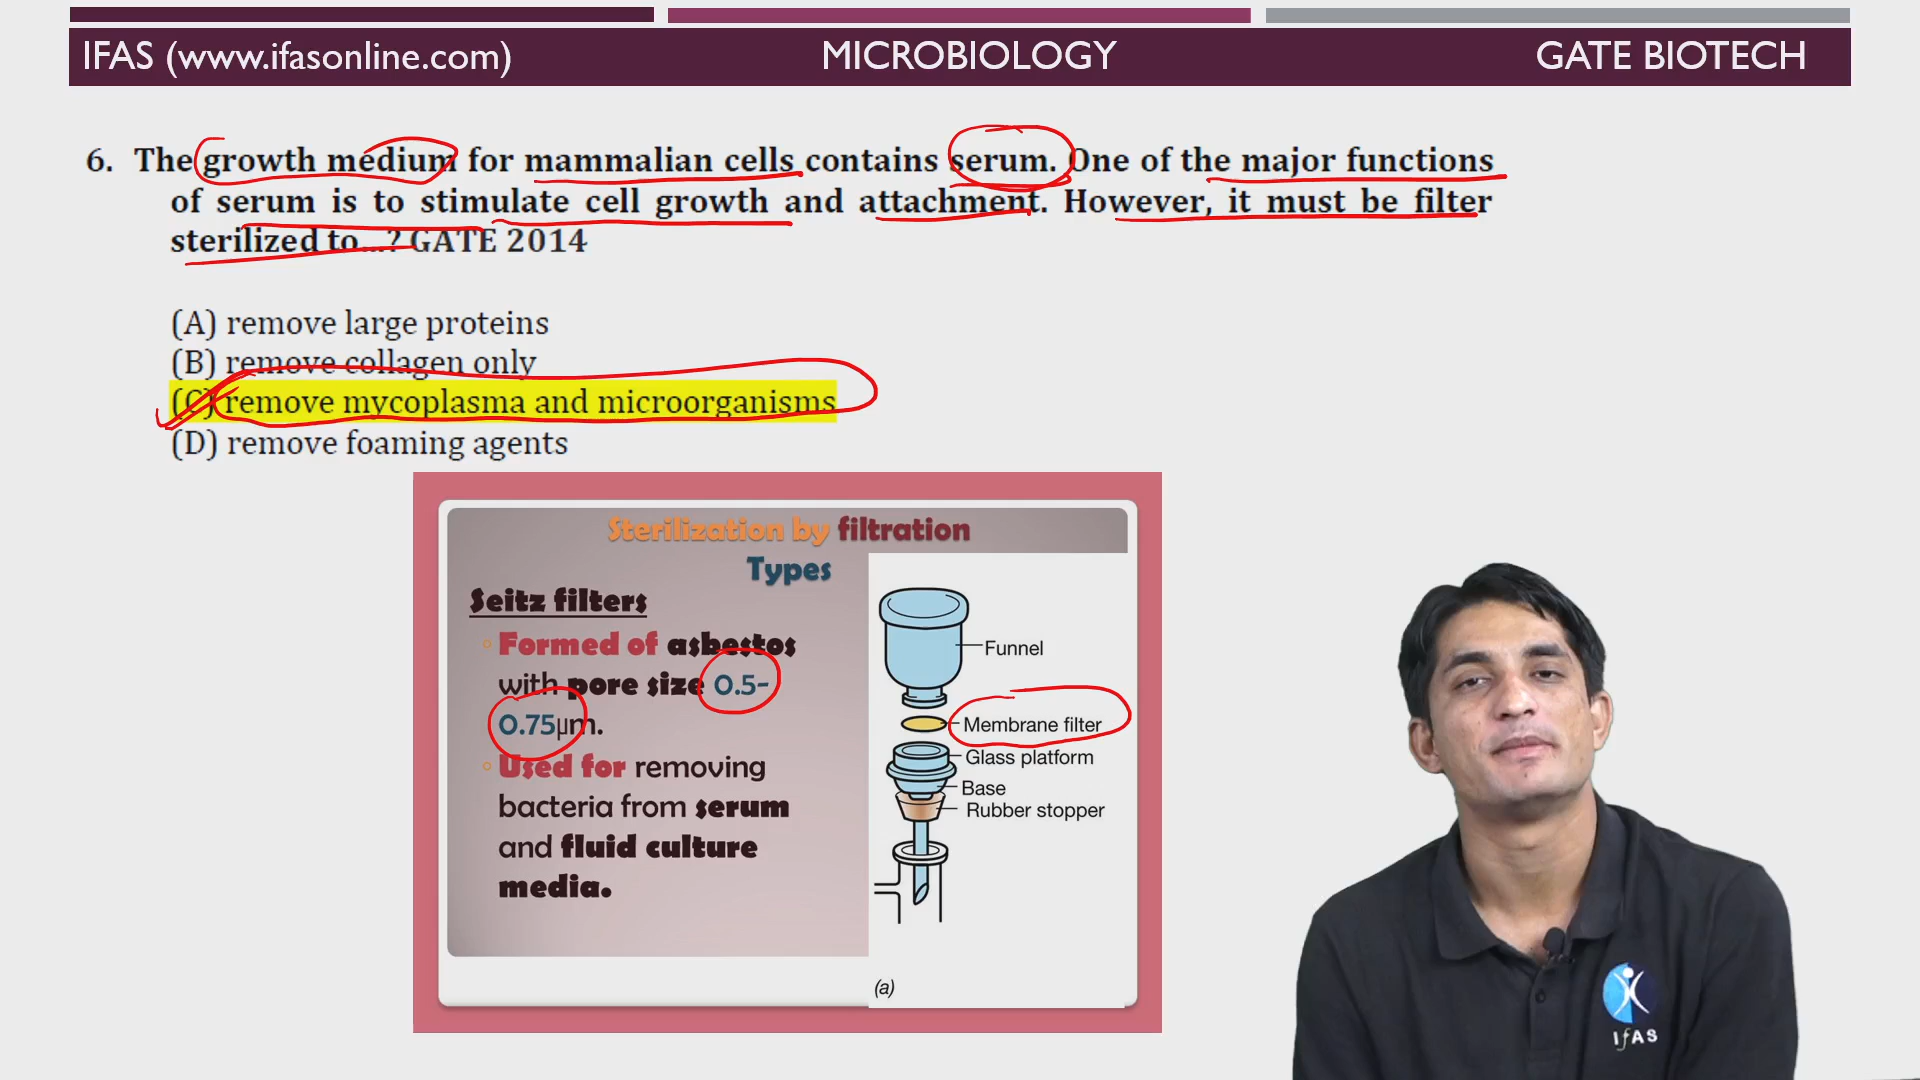 IFAS (www.ifasonline.com) MICROBIOLOGY GATE BIOTECH
6. The growth medium for mammalian cells contains serum. One of the major functions
of serum is to stimulate cell growth and attachment. However, it must be filter
sterilized to...? GATE 2014
(A) remove large proteins
(B) remove collagen only
(C) remove mycoplasma and microorganisms
(D) remove foaming agents
Sterilization by filtration
Types
Seitz filters
• Formed of asbestos
with pore size 0.5-
0.75µm.
• Used for removing
bacteria from serum
and fluid culture
media.
Funnel
Membrane filter
Glass platform
Base
Rubber stopper
(a)
IfAS